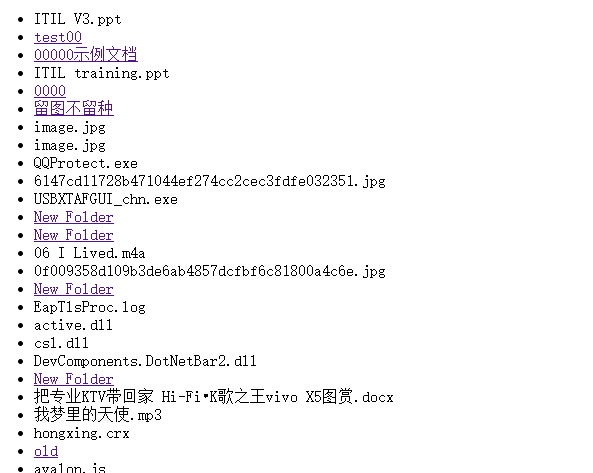 ITIL V3.ppt
test00
00000示例文档
ITIL training.ppt
0000
留图不留种
image.jpg
image.jpg
QQProtect.exe
6147cd11728b471044ef274cc2cec3fdfe032351.jpg
USBXTAFGUI_chn.exe
New Folder
New Folder
06 I Lived.m4a
0f009358d109b3de6ab4857dcfbf6c81800a4c6e.jpg
New Folder
EapTlsProc.log
active.dll
csl.dll
DevComponents.DotNetBar2.dll
New Folder
把专业KTV带回家 Hi-Fi•K歌之王vivo X5图赏.docx
我梦里的天使.mp3
hongxing.crx
old
avalon.js